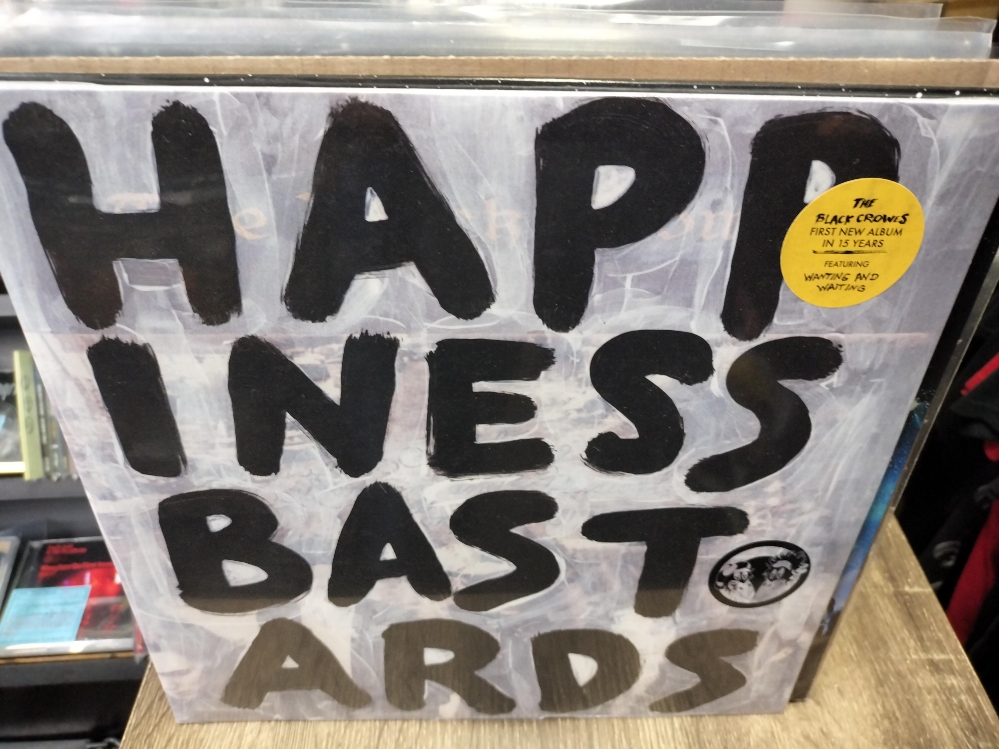 HAPP
INESS
BAST
ARDS
THE
BLACK CROWES
FIRST NEW ALBUM
IN 15 YEARS
FEATURING
WANTING AND
WAITING